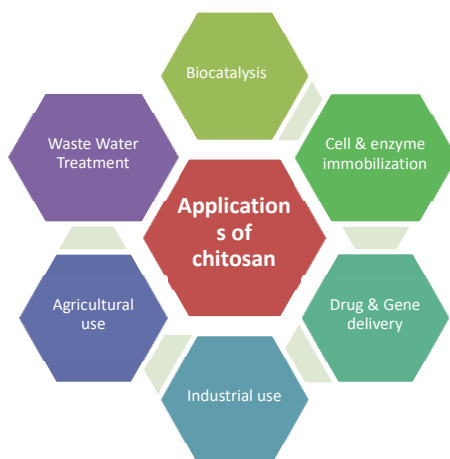 Biocatalysis
Cell & enzyme
immobilization
Drug & Gene
delivery
Industrial use
Agricultural
use
Waste Water
Treatment
Application
s of
chitosan